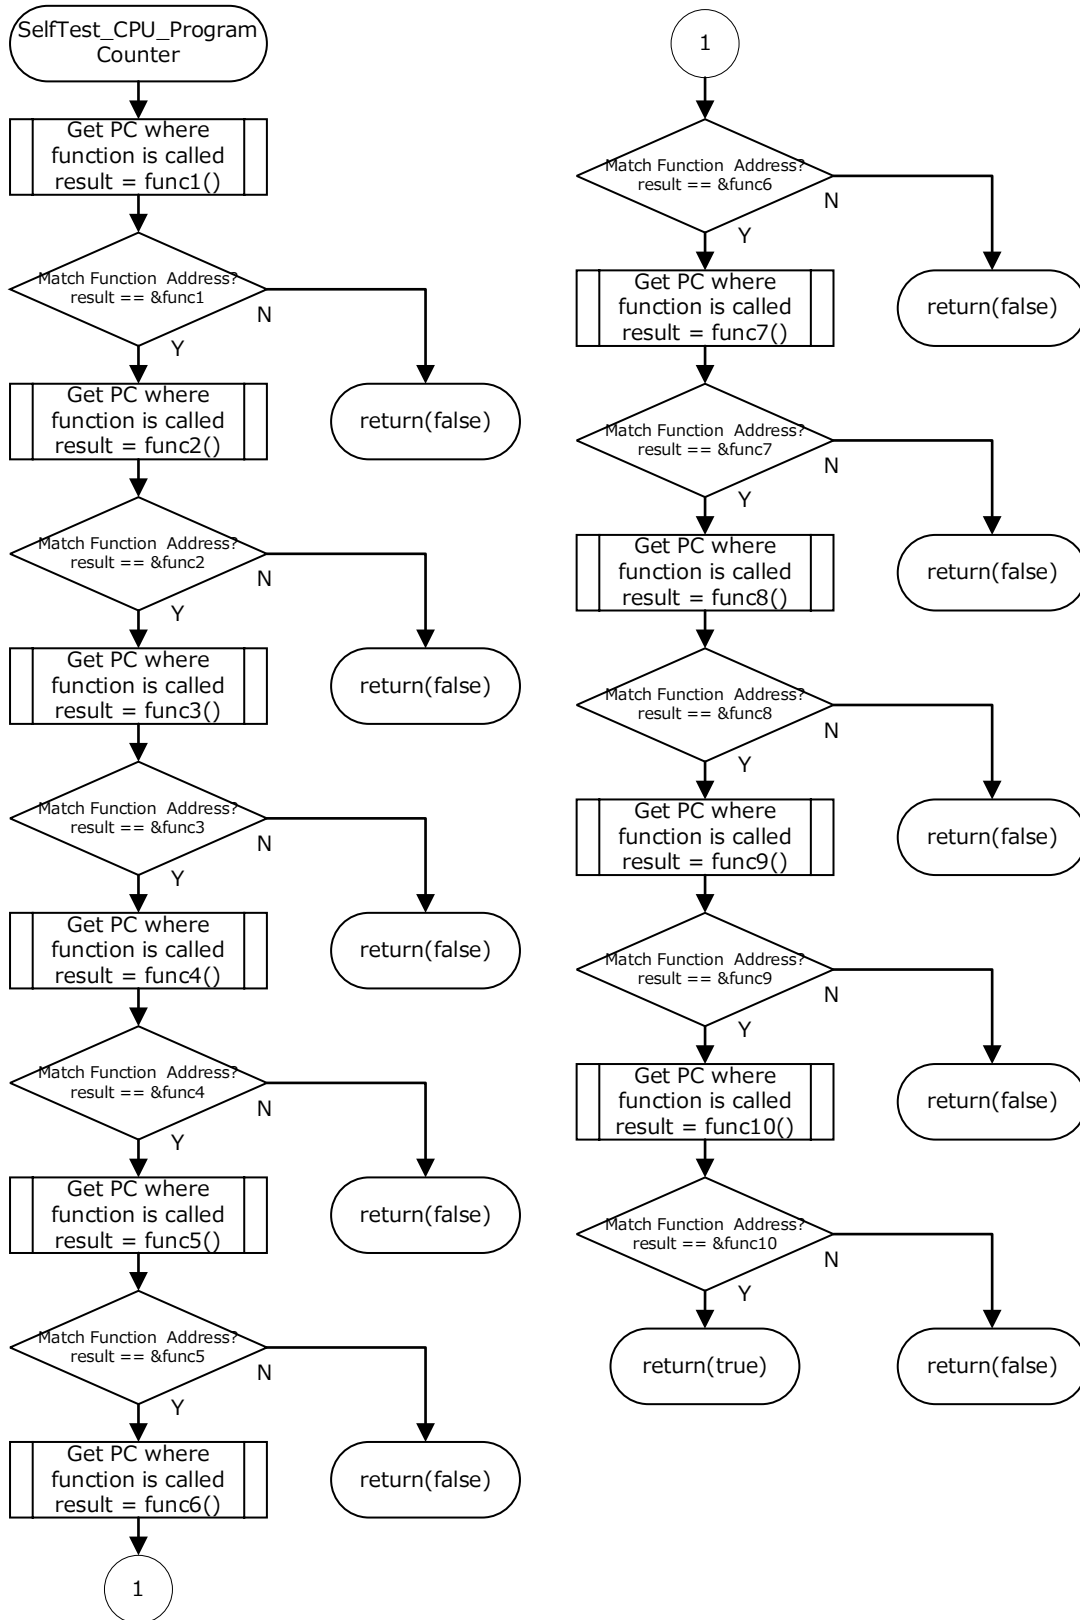 SelfTest_CPU_Program
Counter
Get PC where
function is called
result = func1()
Match Function  Address?
result == &func1
N
Y
Get PC where
function is called
result = func2()
return(false)
Match Function  Address?
result == &func2
N
Y
Get PC where
function is called
result = func3()
return(false)
Match Function  Address?
result == &func3
N
Y
Get PC where
function is called
result = func4()
return(false)
Match Function  Address?
result == &func4
N
Y
Get PC where
function is called
result = func5()
return(false)
Match Function  Address?
result == &func5
N
Y
Get PC where
function is called
result = func6()
return(false)
1
1
Match Function  Address?
result == &func6
N
Y
Get PC where
function is called
result = func7()
return(false)
Match Function  Address?
result == &func7
N
Y
Get PC where
function is called
result = func8()
return(false)
Match Function  Address?
result == &func8
N
Y
Get PC where
function is called
result = func9()
return(false)
Match Function  Address?
result == &func9
N
Y
Get PC where
function is called
result = func10()
return(false)
Match Function  Address?
result == &func10
N
Y
return(true)
return(false)